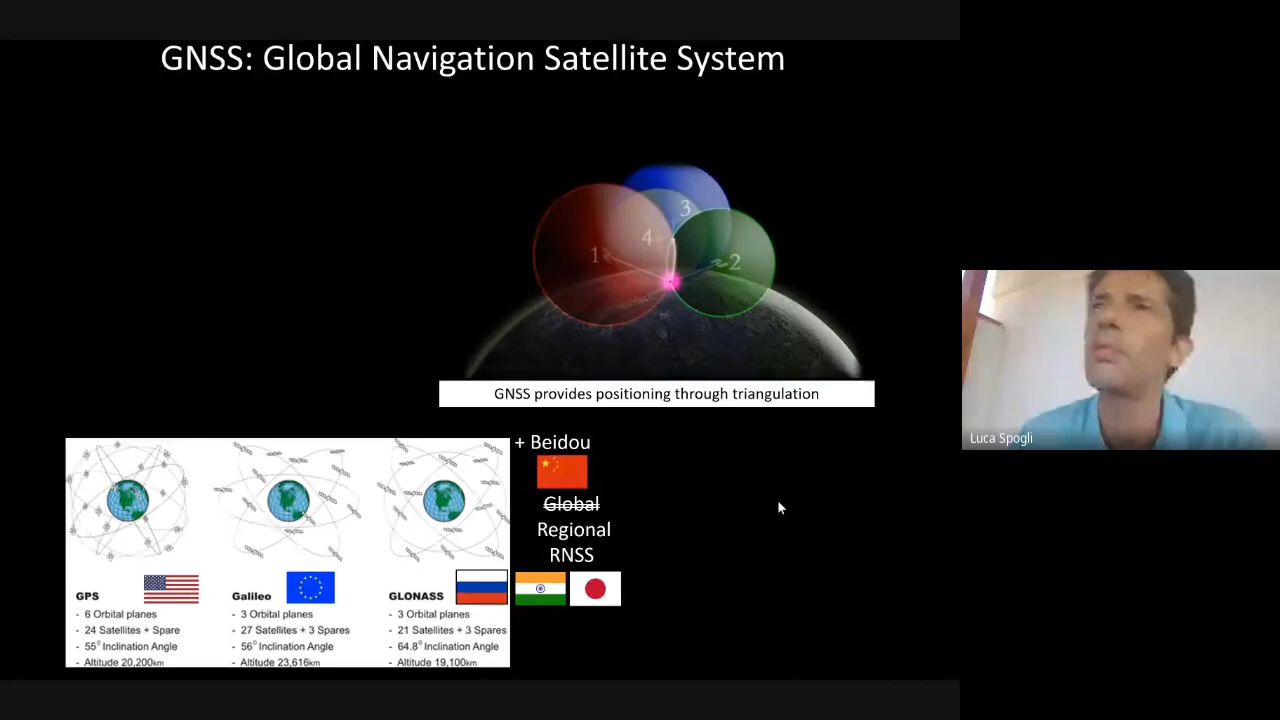 GNSS: Global Navigation Satellite System
3
4
1
2
GNSS provides positioning through triangulation
Luca Spogli
+ Beidou
Global
Regional
RNSS
GPS
- 6 Orbital planes
- 24 Satellites + Spare
- 55° Inclination Angle
- Altitude 20,200km
Galileo
- 3 Orbital planes
- 27 Satellites + 3 Spares
- 56° Inclination Angle
- Altitude 23,616km
GLONASS
- 3 Orbital planes
- 21 Satellites + 3 Spares
- 64.8° Inclination Angle
- Altitude 19,100km